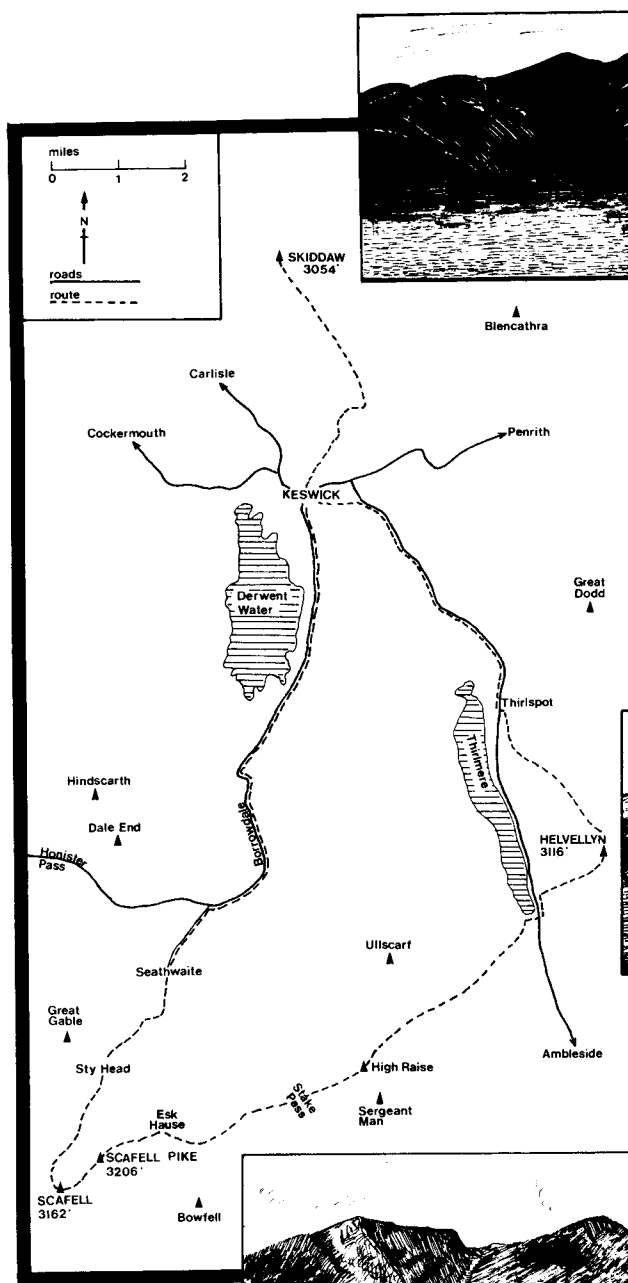 miles
0 1 2
N
roads
route
SKIDDAW
3054'
Blencathra
Carlisle
Cockermouth
Penrith
KESWICK
Derwent
Water
Great
Dodd
Thirlspot
Thirlmere
Hindscarth
Dale End
Borrowdale
HELVELLYN
3116'
Honister
Pass
Ullscarf
Seathwaite
Great
Gable
Sty Head
High Raise
Ambleside
Stake
Pass
Sergeant
Man
Esk
Hause
SCAFELL PIKE
3206'
SCAFELL
3162'
Bowfell